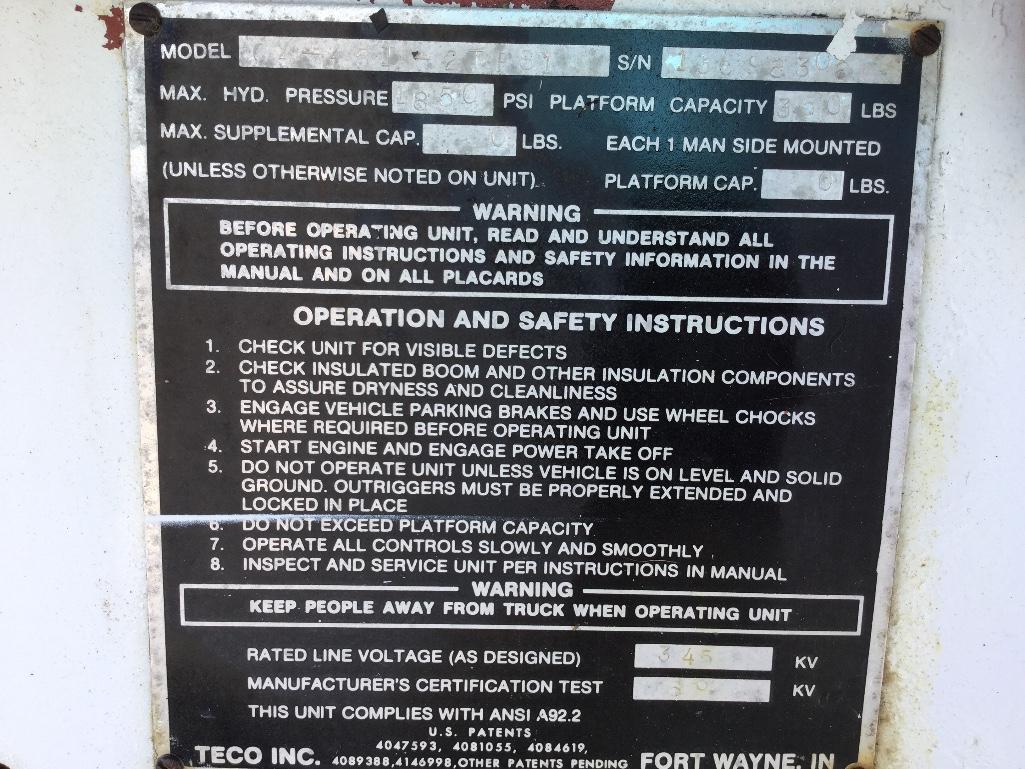 MODEL S/N
MAX. HYD. PRESSURE 1850 PSI PLATFORM CAPACITY LBS
MAX. SUPPLEMENTAL CAP. 0 LBS. EACH 1 MAN SIDE MOUNTED
(UNLESS OTHERWISE NOTED ON UNIT). PLATFORM CAP. 0 LBS.
WARNING
BEFORE OPERATING UNIT, READ AND UNDERSTAND ALL
OPERATING INSTRUCTIONS AND SAFETY INFORMATION IN THE
MANUAL AND ON ALL PLACARDS
OPERATION AND SAFETY INSTRUCTIONS
1. CHECK UNIT FOR VISIBLE DEFECTS
2. CHECK INSULATED BOOM AND OTHER INSULATION COMPONENTS
TO ASSURE DRYNESS AND CLEANLINESS
3. ENGAGE VEHICLE PARKING BRAKES AND USE WHEEL CHOCKS
WHERE REQUIRED BEFORE OPERATING UNIT
4. START ENGINE AND ENGAGE POWER TAKE OFF
5. DO NOT OPERATE UNIT UNLESS VEHICLE IS ON LEVEL AND SOLID
GROUND. OUTRIGGERS MUST BE PROPERLY EXTENDED AND
LOCKED IN PLACE
6. DO NOT EXCEED PLATFORM CAPACITY
7. OPERATE ALL CONTROLS SLOWLY AND SMOOTHLY
8. INSPECT AND SERVICE UNIT PER INSTRUCTIONS IN MANUAL
WARNING
KEEP PEOPLE AWAY FROM TRUCK WHEN OPERATING UNIT
RATED LINE VOLTAGE (AS DESIGNED) KV
MANUFACTURER'S CERTIFICATION TEST KV
THIS UNIT COMPLIES WITH ANSI A92.2
U.S. PATENTS
4047593, 4081055, 4084619,
TECO INC. 4089388,4146998,OTHER PATENTS PENDING FORT WAYNE, IN